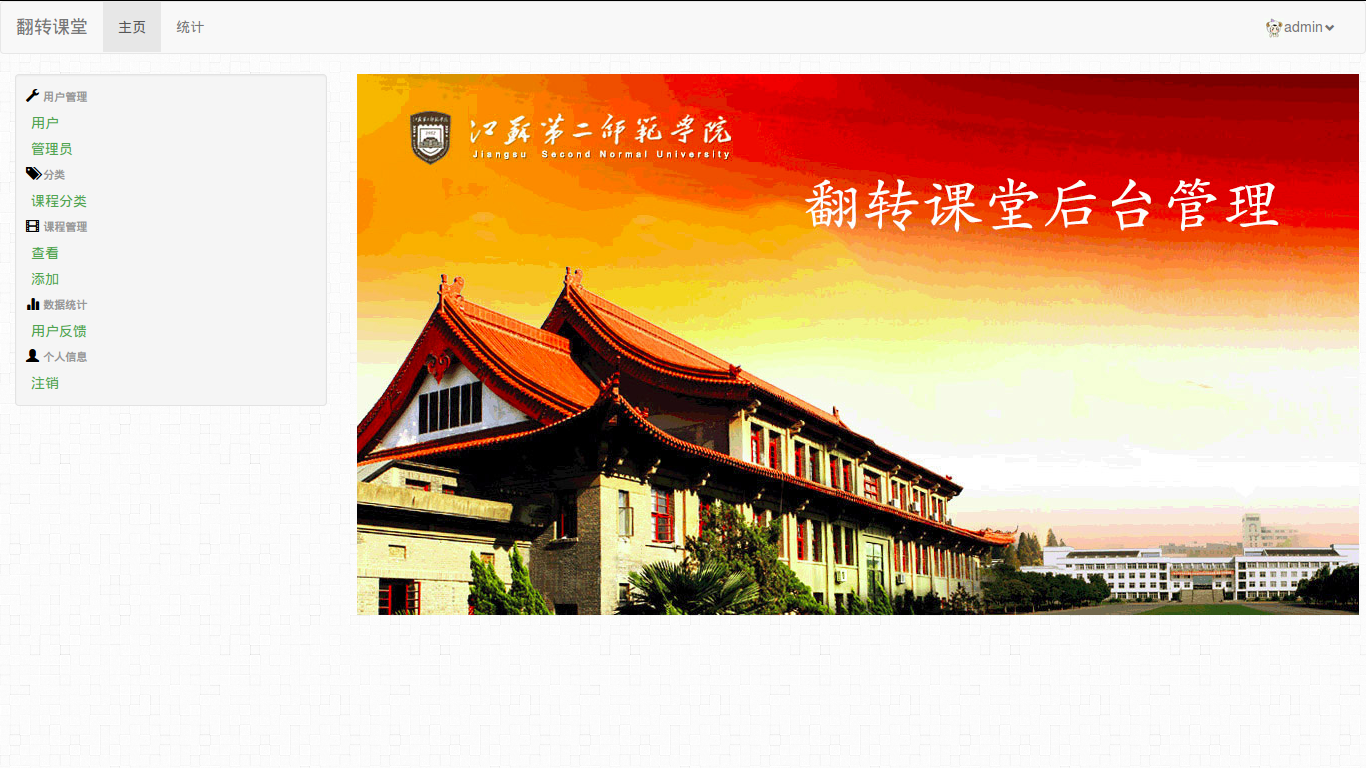 翻转课堂 主页 统计 admin
用户管理
用户
管理员
分类
课程分类
课程管理
查看
添加
数据统计
用户反馈
个人信息
注销
江苏第二师范学院
Jiangsu Second Normal University
翻转课堂后台管理